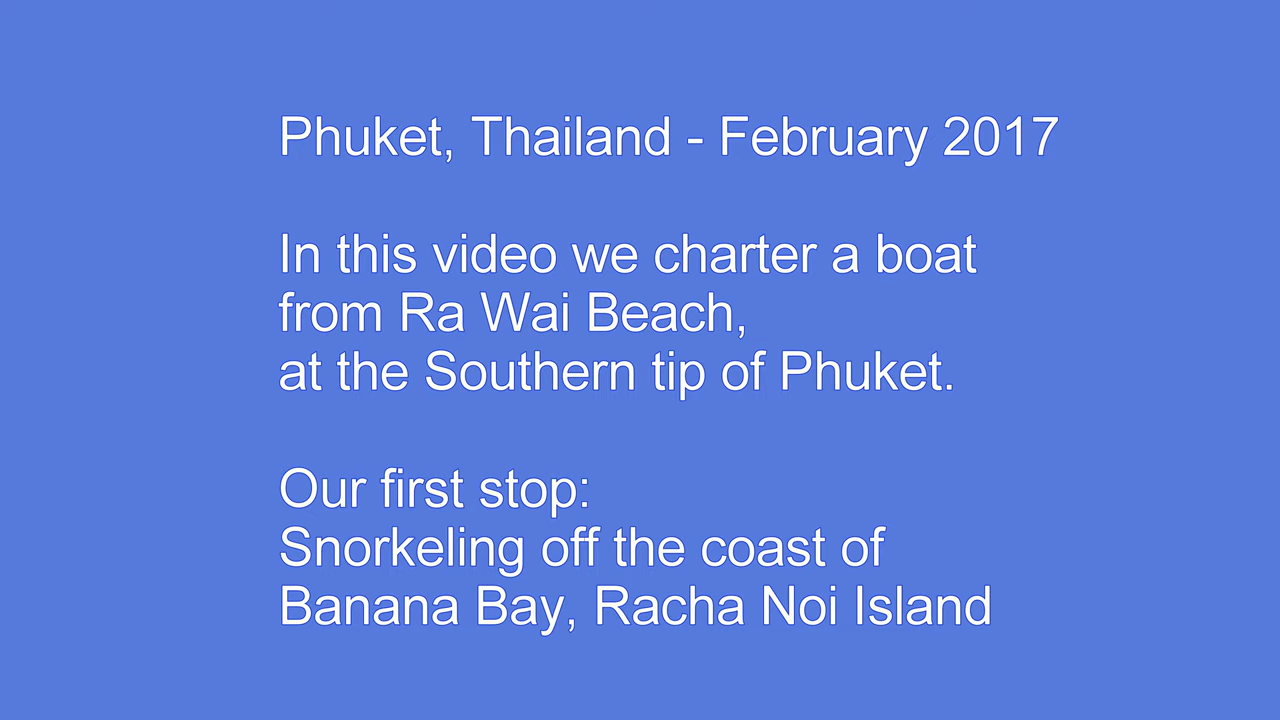 Phuket, Thailand - February 2017
In this video we charter a boat
from Ra Wai Beach,
at the Southern tip of Phuket.
Our first stop:
Snorkeling off the coast of
Banana Bay, Racha Noi Island